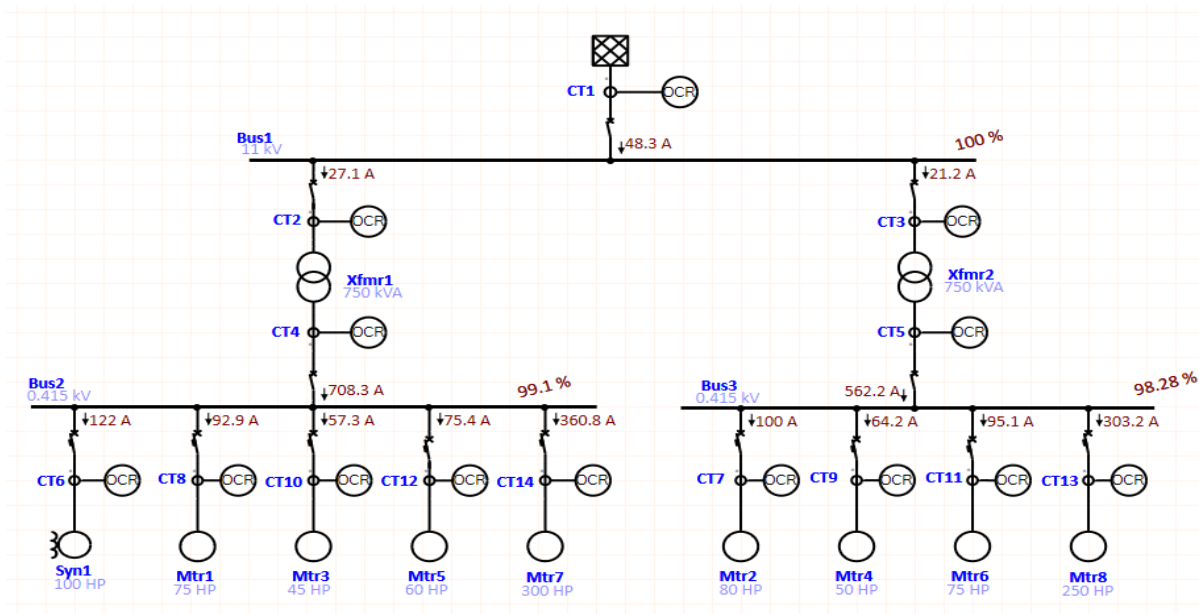 CT1
OCR
Bus1
11 kV
48.3 A
100 %
27.1 A
21.2 A
CT2
OCR
CT3
OCR
Xfmr1
750 kVA
Xfmr2
750 kVA
CT4
OCR
CT5
OCR
Bus2
0.415 kV
708.3 A
99.1 %
Bus3
0.415 kV
562.2 A
98.28 %
122 A
92.9 A
57.3 A
75.4 A
360.8 A
100 A
64.2 A
95.1 A
303.2 A
CT6
OCR
CT8
OCR
CT10
OCR
CT12
OCR
CT14
OCR
CT7
OCR
CT9
OCR
CT11
OCR
CT13
OCR
Syn1
100 HP
Mtr1
75 HP
Mtr3
45 HP
Mtr5
60 HP
Mtr7
300 HP
Mtr2
80 HP
Mtr4
50 HP
Mtr6
75 HP
Mtr8
250 HP